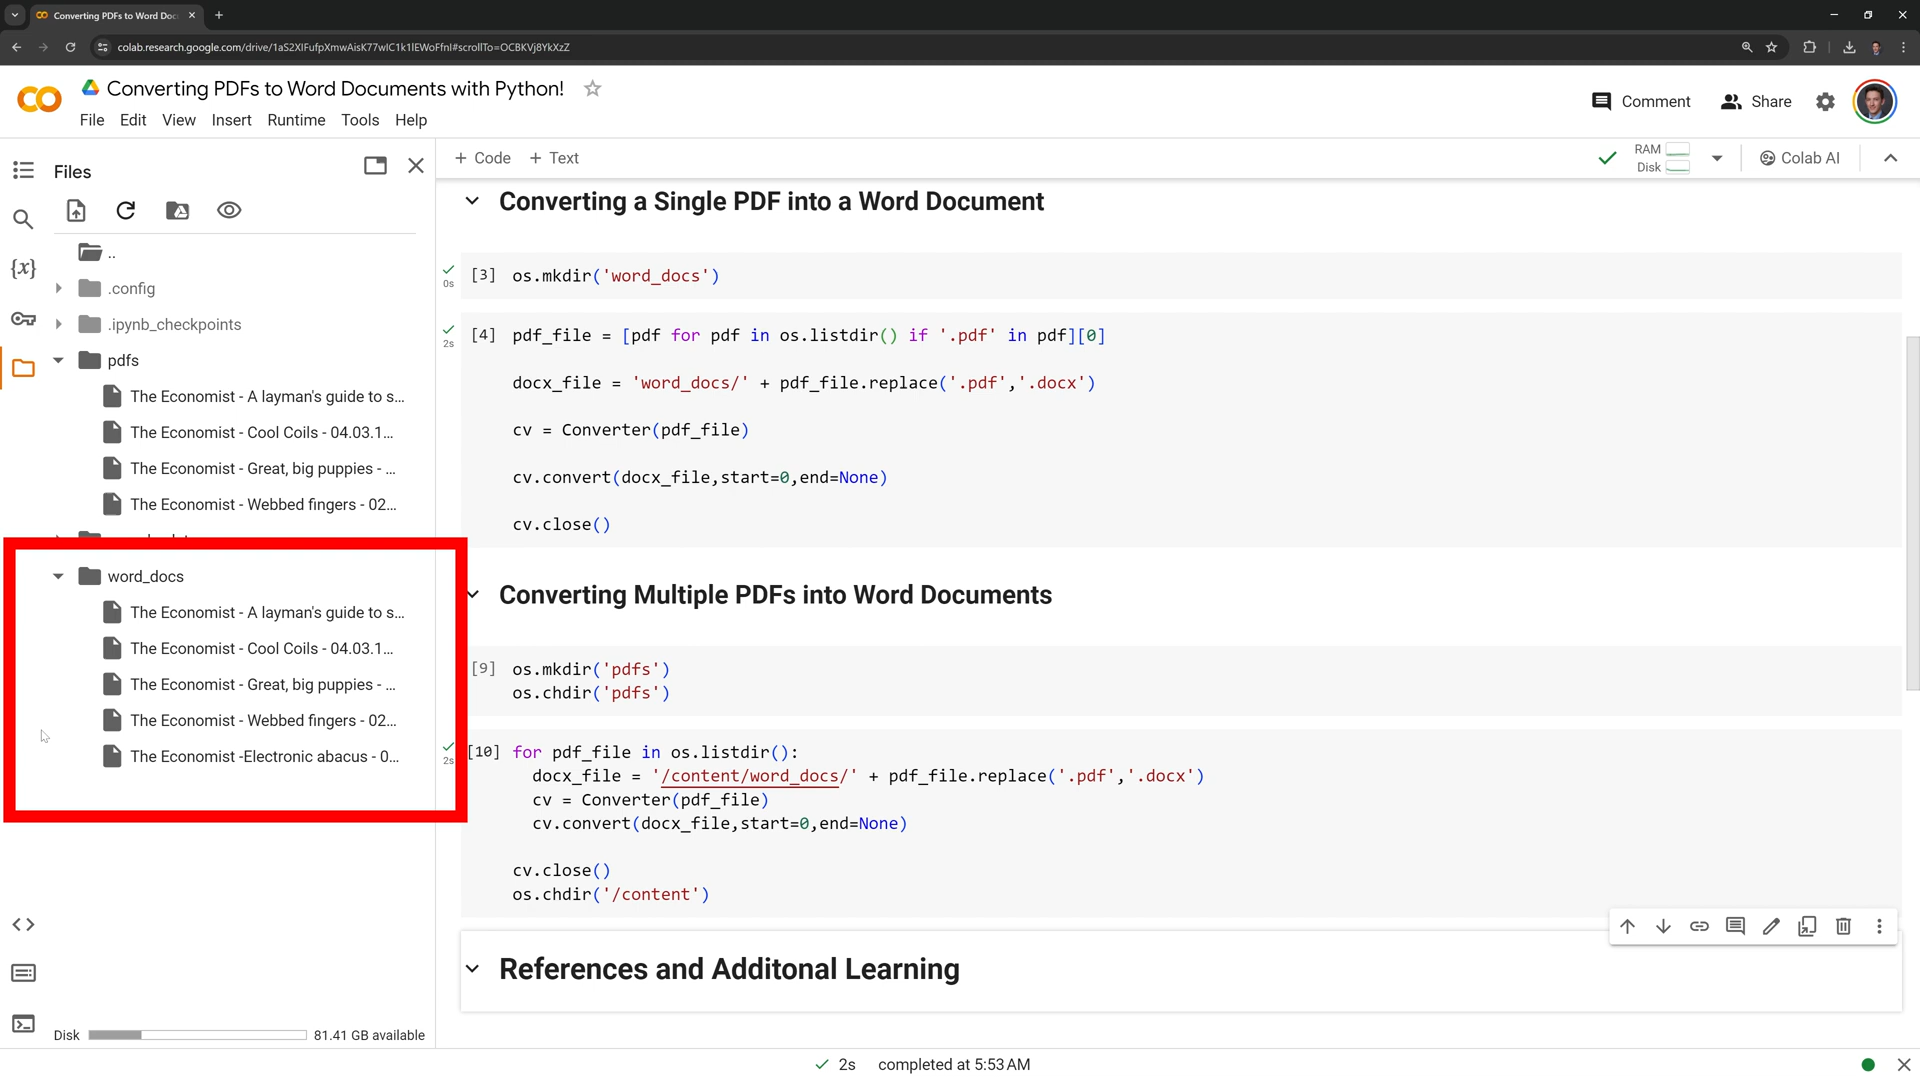 Converting PDFs to Word Doc
colab.research.google.com/drive/1aS2XIFufpXmwAisK77wIC1k1lEWoFfnI#scrollTo=OCBKVj8YkXzZ
Converting PDFs to Word Documents with Python!
File Edit View Insert Runtime Tools Help
Comment
Share
Files
+ Code + Text
RAM
Disk
Colab AI
..
.config
.ipynb_checkpoints
pdfs
The Economist - A layman's guide to s...
The Economist - Cool Coils - 04.03.1...
The Economist - Great, big puppies - ...
The Economist - Webbed fingers - 02...
word_docs
The Economist - A layman's guide to s...
The Economist - Cool Coils - 04.03.1...
The Economist - Great, big puppies - ...
The Economist - Webbed fingers - 02...
The Economist -Electronic abacus - 0...
Disk 81.41 GB available
Converting a Single PDF into a Word Document
0s [3] os.mkdir('word_docs')
2s [4] pdf_file = [pdf for pdf in os.listdir() if '.pdf' in pdf][0]
docx_file = 'word_docs/' + pdf_file.replace('.pdf','.docx')
cv = Converter(pdf_file)
cv.convert(docx_file,start=0,end=None)
cv.close()
Converting Multiple PDFs into Word Documents
[9] os.mkdir('pdfs')
os.chdir('pdfs')
2s [10] for pdf_file in os.listdir():
docx_file = '/content/word_docs/' + pdf_file.replace('.pdf','.docx')
cv = Converter(pdf_file)
cv.convert(docx_file,start=0,end=None)
cv.close()
os.chdir('/content')
References and Additonal Learning
2s completed at 5:53 AM